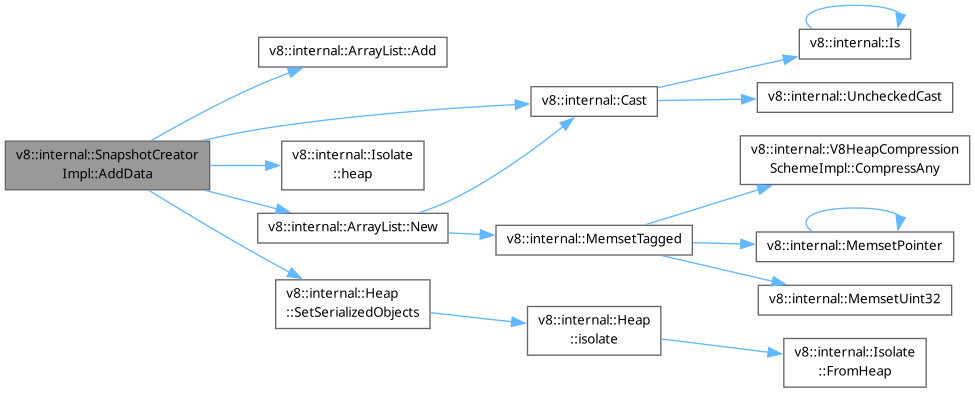 v8::internal::SnapshotCreator
Impl::AddData
v8::internal::ArrayList::Add
v8::internal::Isolate
::heap
v8::internal::ArrayList::New
v8::internal::Heap
::SetSerializedObjects
v8::internal::Cast
v8::internal::MemsetTagged
v8::internal::Heap
::isolate
v8::internal::Is
v8::internal::UncheckedCast
v8::internal::V8HeapCompression
SchemeImpl::CompressAny
v8::internal::MemsetPointer
v8::internal::MemsetUint32
v8::internal::Isolate
::FromHeap